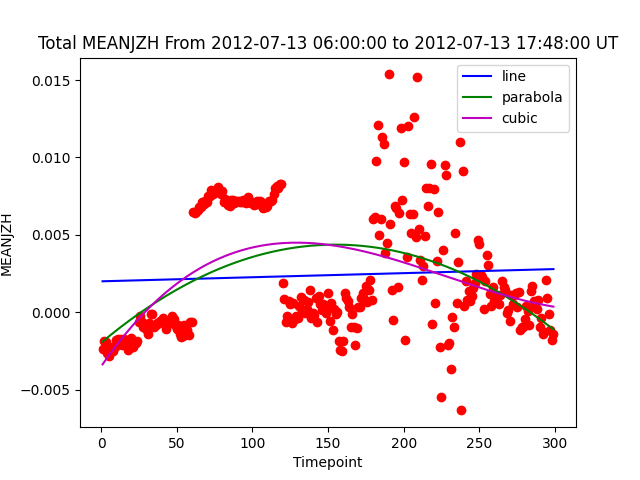 Total MEANJZH From 2012-07-13 06:00:00 to 2012-07-13 17:48:00 UT
line
parabola
cubic
MEANJZH
0.015
0.010
0.005
0.000
−0.005
0 50 100 150 200 250 300
Timepoint